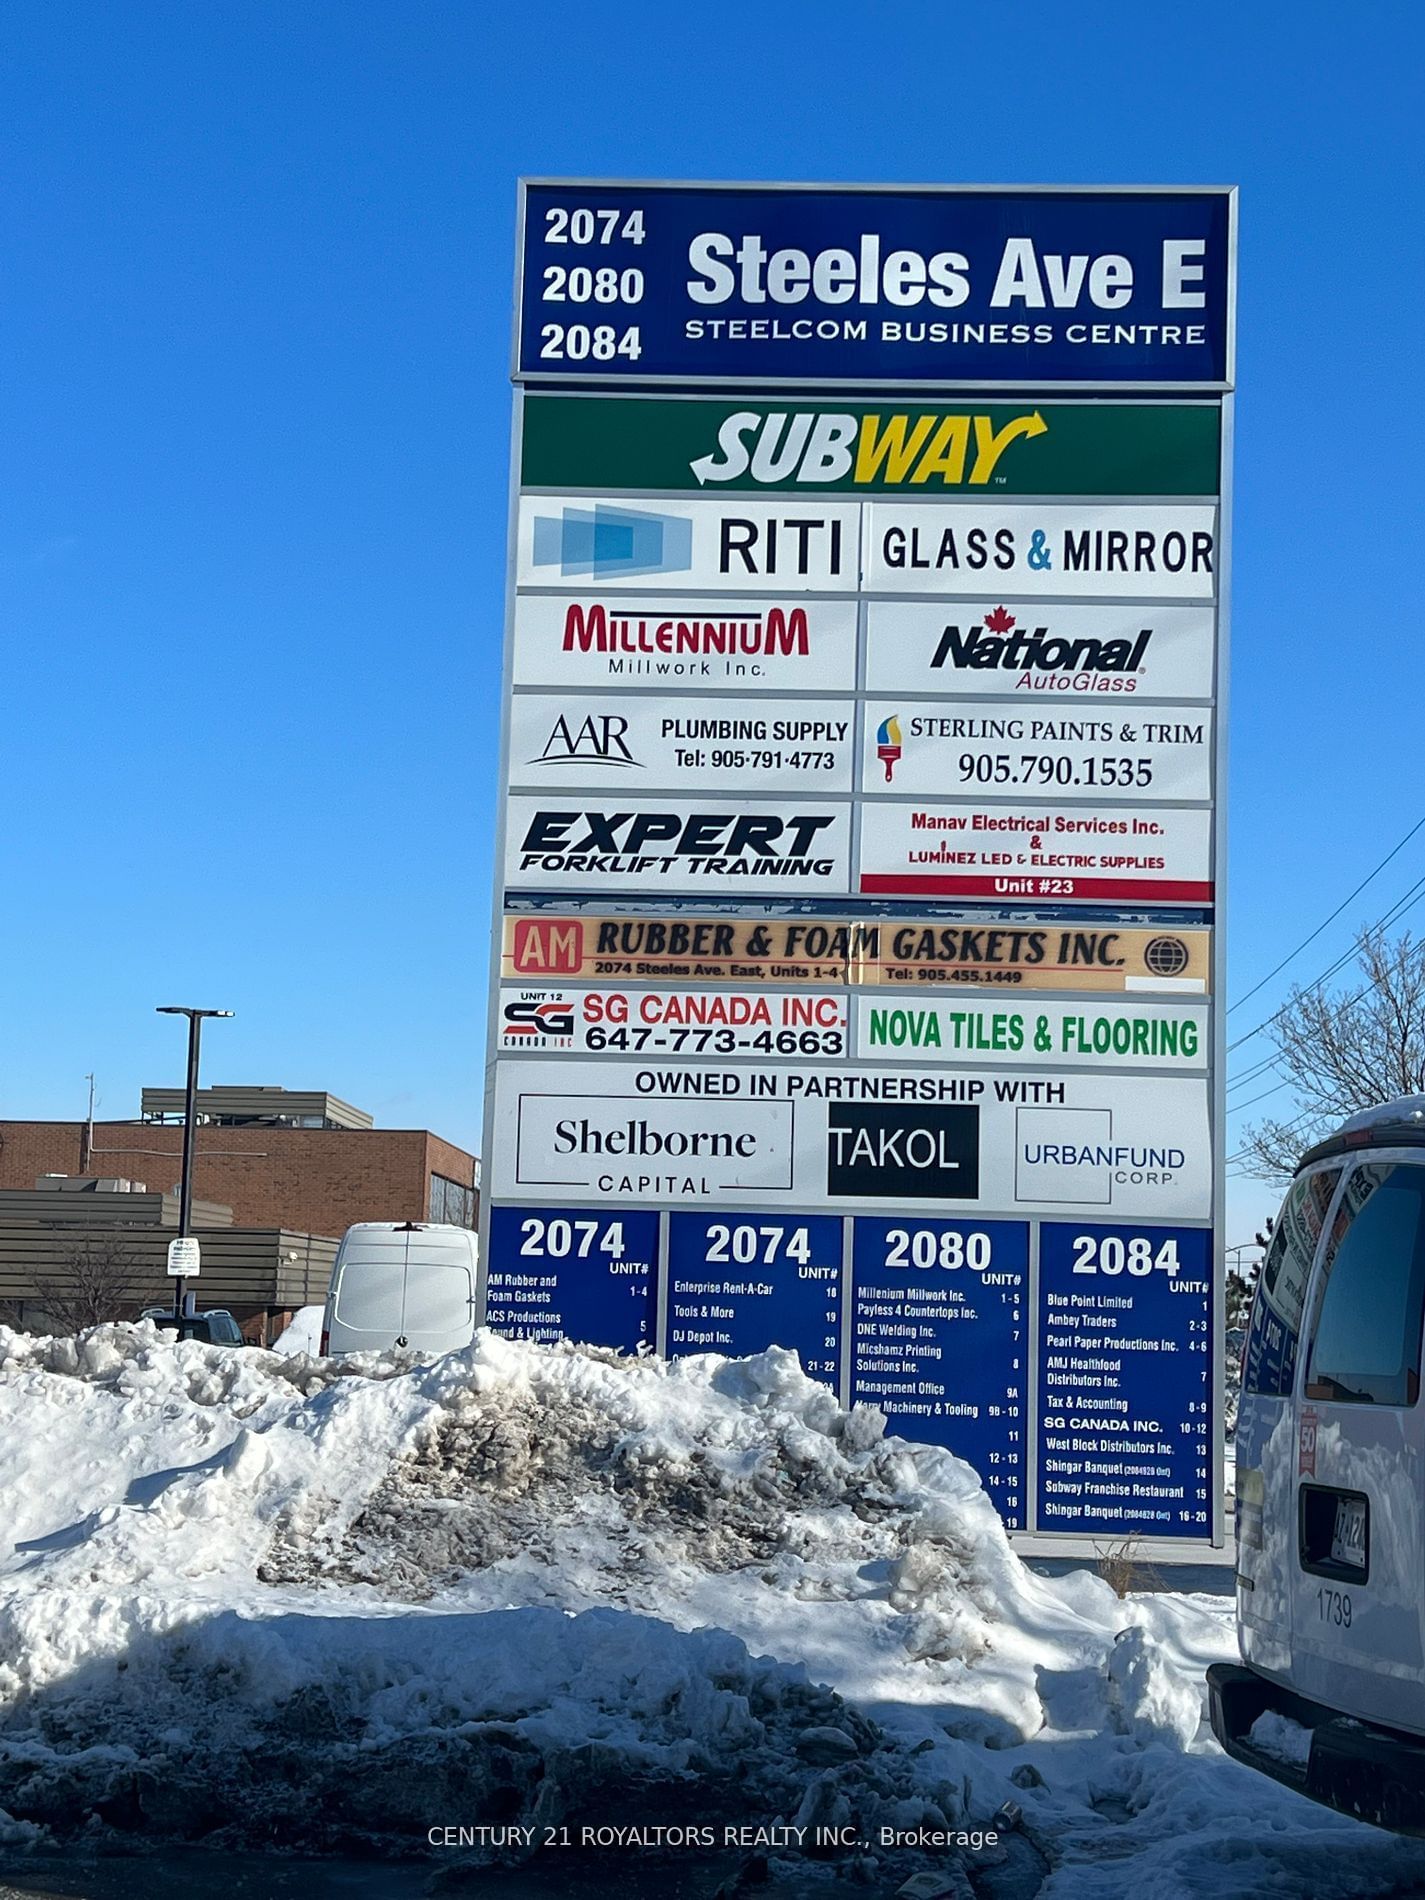 2074
2080
2084
Steeles Ave E
STEELCOM BUSINESS CENTRE
SUBWAY
TM
RITI GLASS & MIRROR
MILLENNIUM
Millwork Inc.
National
AutoGlass
AAR
PLUMBING SUPPLY
Tel: 905·791·4773
STERLING PAINTS & TRIM
905.790.1535
EXPERT
FORKLIFT TRAINING
Manav Electrical Services Inc.
&
LUMINEZ LED & ELECTRIC SUPPLIES
Unit #23
AM RUBBER & FOAM GASKETS INC.
2074 Steeles Ave. East, Units 1-4
Tel: 905.455.1449
UNIT 12
SG
CANADA INC
SG CANADA INC.
647-773-4663
NOVA TILES & FLOORING
OWNED IN PARTNERSHIP WITH
Shelborne
CAPITAL
TAKOL
URBANFUND
CORP.
2074
UNIT#
AM Rubber and
Foam Gaskets 1-4
ACS Productions
Sound & Lighting 5
2074
UNIT#
Enterprise Rent-A-Car 18
Tools & More 19
DJ Depot Inc. 20
21-22
2080
UNIT#
Millenium Millwork Inc. 1-5
Payless 4 Countertops Inc. 6
DNE Welding Inc. 7
Micshamz Printing
Solutions Inc. 8
Management Office 9A
Harry Machinery & Tooling 9B-10
11
12-13
14-15
16
19
2084
UNIT#
Blue Point Limited 1
Ambey Traders 2-3
Pearl Paper Productions Inc. 4-6
AMJ Healthfood
Distributors Inc. 7
Tax & Accounting 8-9
SG CANADA INC. 10-12
West Block Distributors Inc. 13
Shingar Banquet 14
Subway Franchise Restaurant 15
Shingar Banquet 16-20
50
1739
CENTURY 21 ROYALTORS REALTY INC., Brokerage